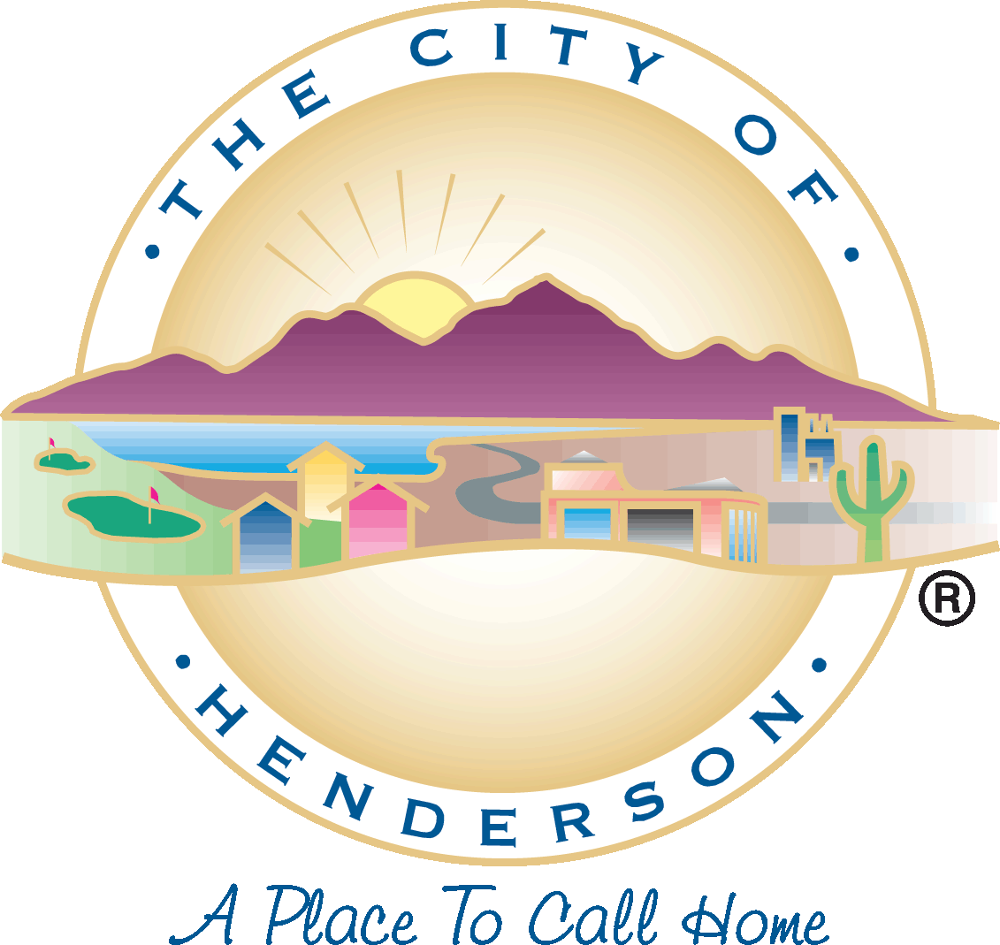 • THE CITY OF •
• HENDERSON •
®
A Place To Call Home